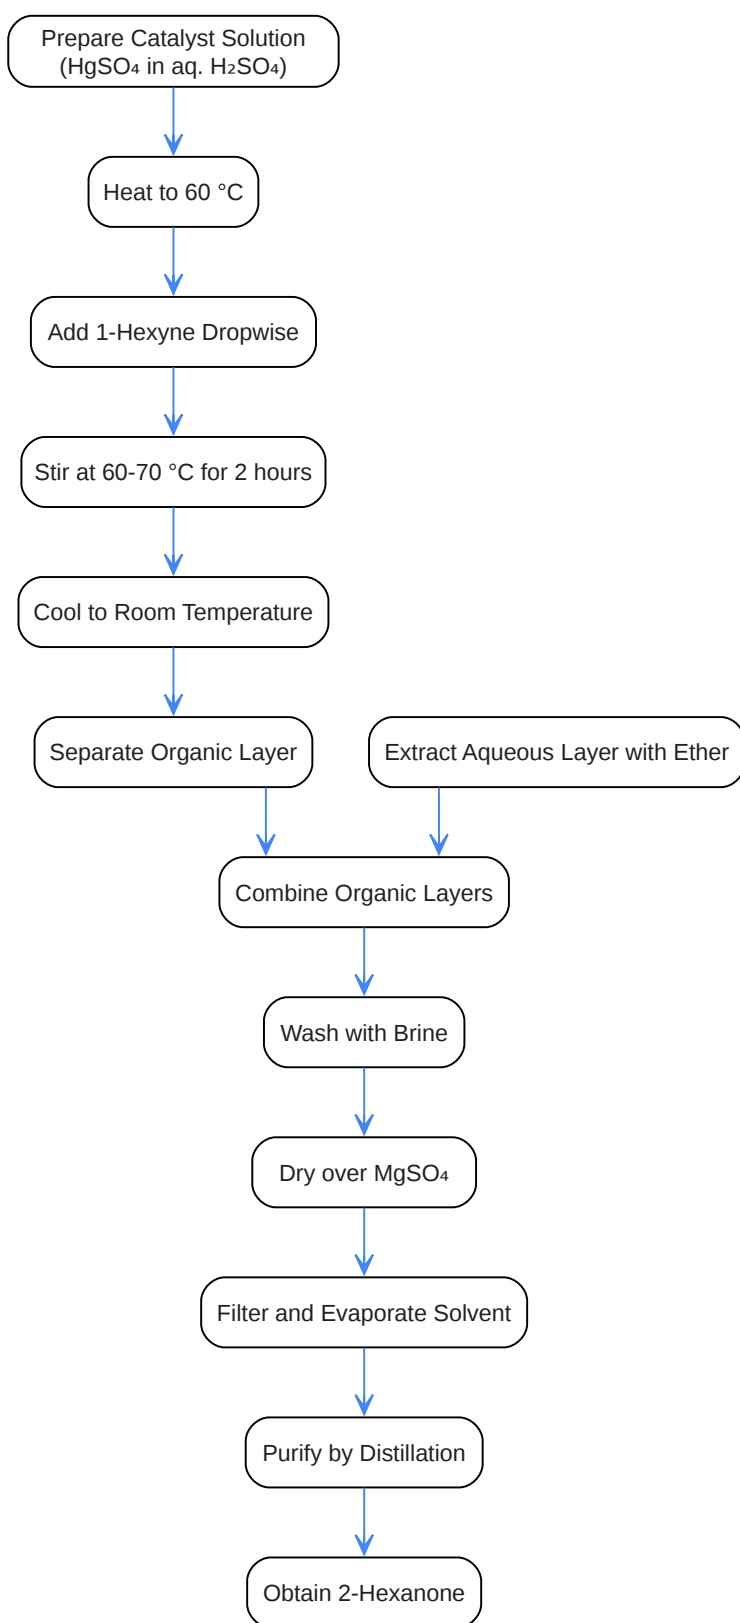 Prepare Catalyst Solution
(HgSO₄ in aq. H₂SO₄)
Heat to 60 °C
Add 1-Hexyne Dropwise
Stir at 60-70 °C for 2 hours
Cool to Room Temperature
Separate Organic Layer
Extract Aqueous Layer with Ether
Combine Organic Layers
Wash with Brine
Dry over MgSO₄
Filter and Evaporate Solvent
Purify by Distillation
Obtain 2-Hexanone